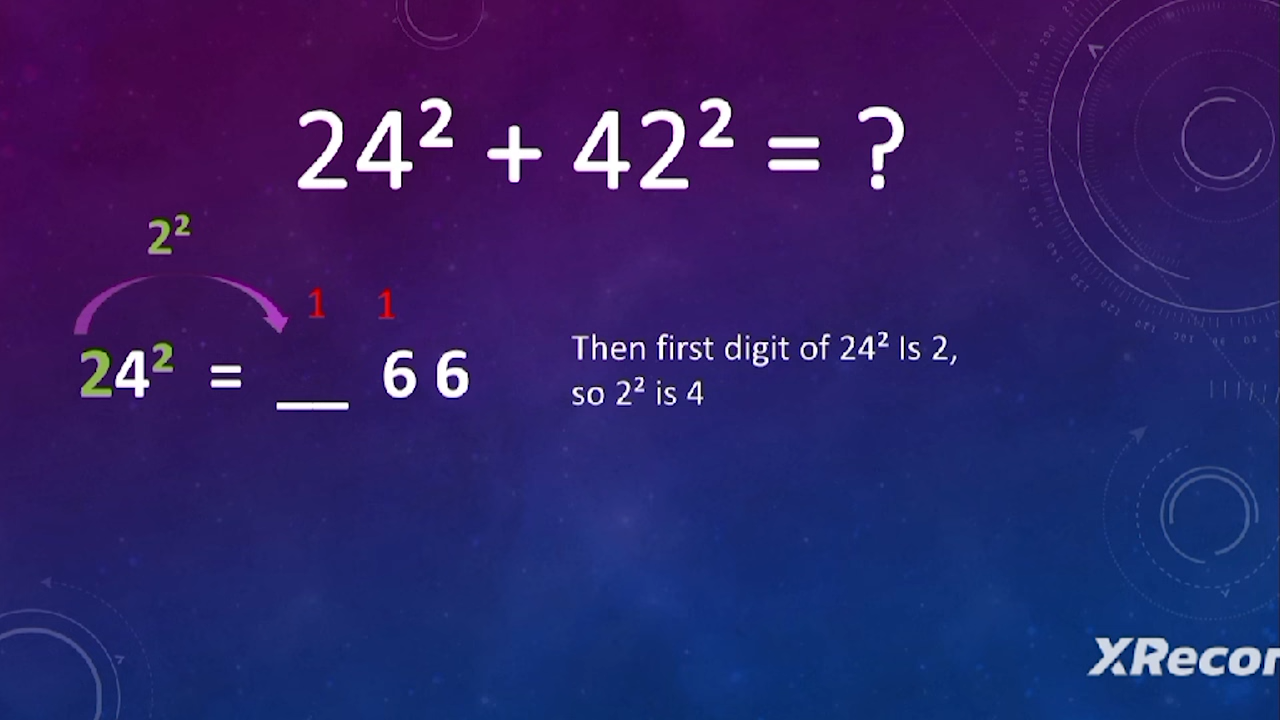 24² + 42² = ?
2²
1 1
24² = __ 6 6
Then first digit of 24² Is 2,
so 2² is 4
XRecor